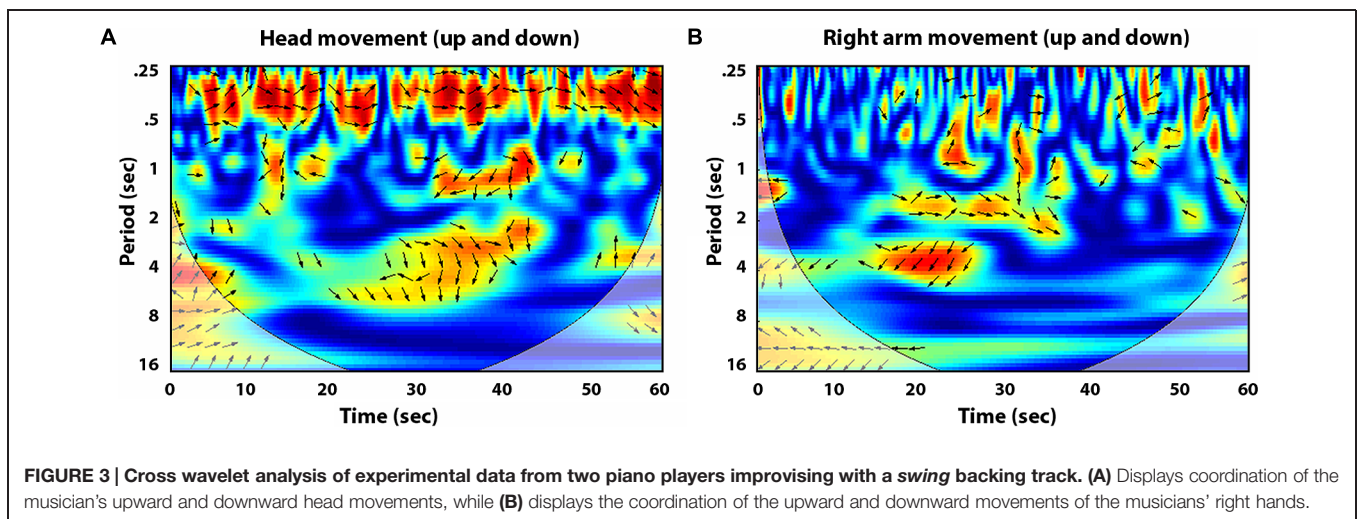 A
Head movement (up and down)
Period (sec)
.25
.5
1
2
4
8
16
0 10 20 30 40 50 60
Time (sec)
B
Right arm movement (up and down)
Period (sec)
.25
.5
1
2
4
8
16
0 10 20 30 40 50 60
Time (sec)
FIGURE 3 | Cross wavelet analysis of experimental data from two piano players improvising with a swing backing track. (A) Displays coordination of the
musician's upward and downward head movements, while (B) displays the coordination of the upward and downward movements of the musicians' right hands.